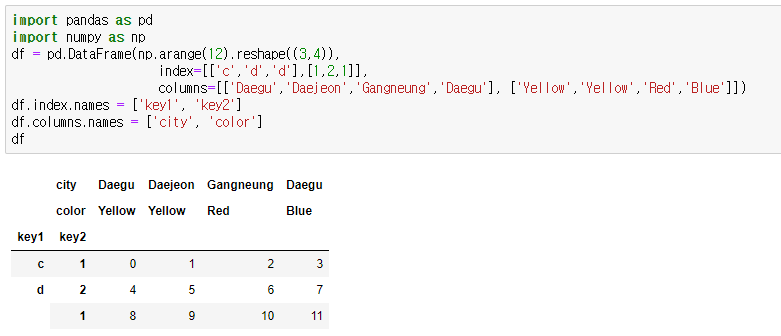 import pandas as pd
import numpy as np
df = pd.DataFrame(np.arange(12).reshape((3,4)),
index=[['c','d','d'],[1,2,1]],
columns=[['Daegu','Daejeon','Gangneung','Daegu'], ['Yellow','Yellow','Red','Blue']])
df.index.names = ['key1', 'key2']
df.columns.names = ['city', 'color']
df
city Daegu Daejeon Gangneung Daegu
color Yellow Yellow Red Blue
key1 key2
c 1 0 1 2 3
d 2 4 5 6 7
1 8 9 10 11